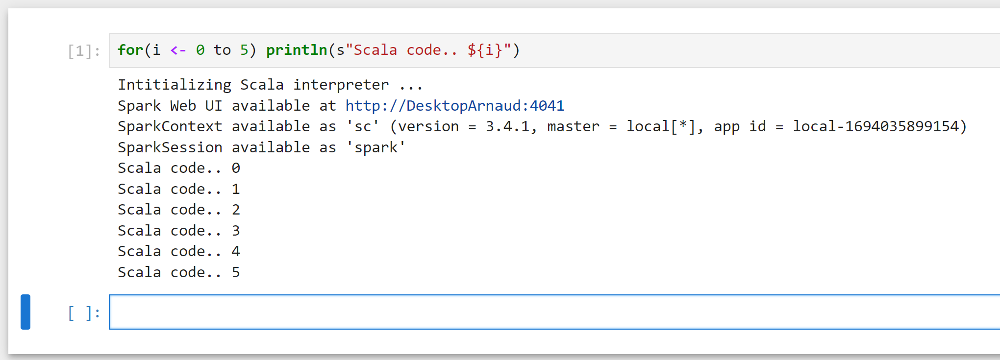 [1]: for(i <- 0 to 5) println(s"Scala code.. ${i}")
Intitializing Scala interpreter ...
Spark Web UI available at http://DesktopArnaud:4041
SparkContext available as 'sc' (version = 3.4.1, master = local[*], app id = local-1694035899154)
SparkSession available as 'spark'
Scala code.. 0
Scala code.. 1
Scala code.. 2
Scala code.. 3
Scala code.. 4
Scala code.. 5
[ ]: